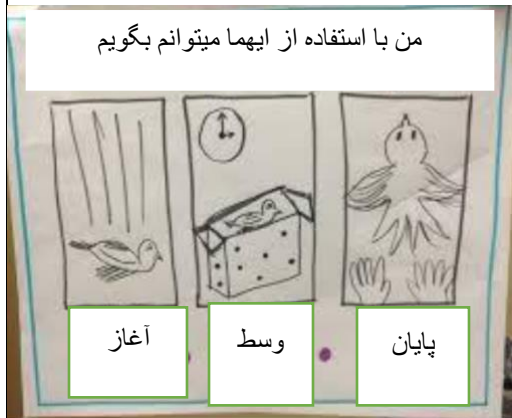 من با استفاده از ایهما میتوانم بگویم
آغاز
وسط
پایان